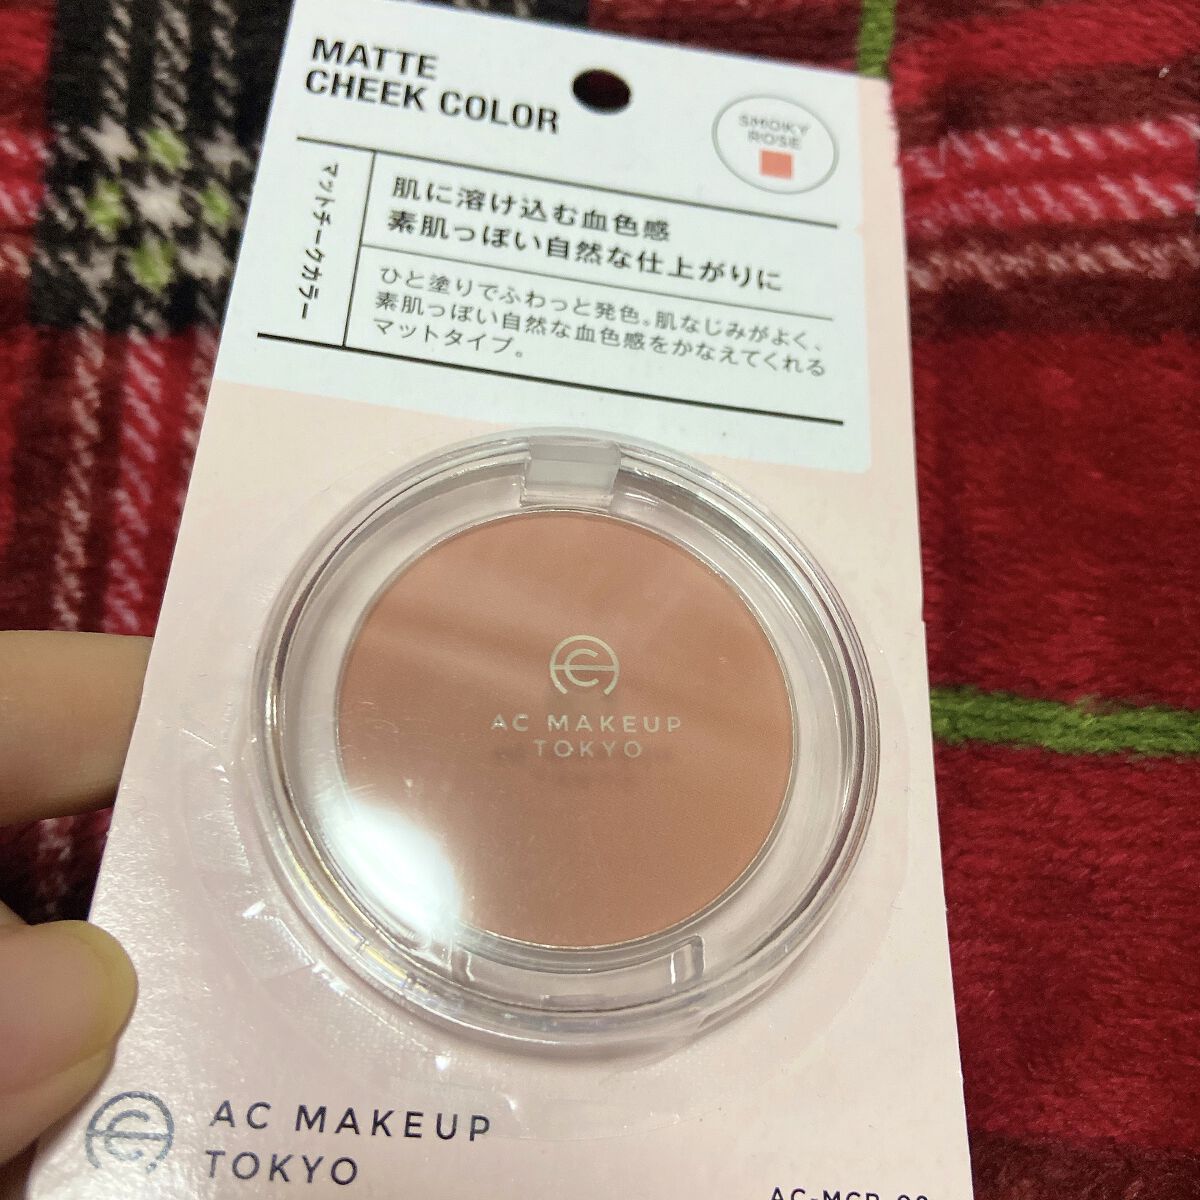 MATTE
CHEEK COLOR
SMOKY
ROSE
マットチークカラー
肌に溶け込む血色感
素肌っぽい自然な仕上がりに
ひと塗りでふわっと発色。肌なじみがよく、
素肌っぽい自然な血色感をかなえてくれる
マットタイプ。
AC MAKEUP
TOKYO
AC MAKEUP
TOKYO